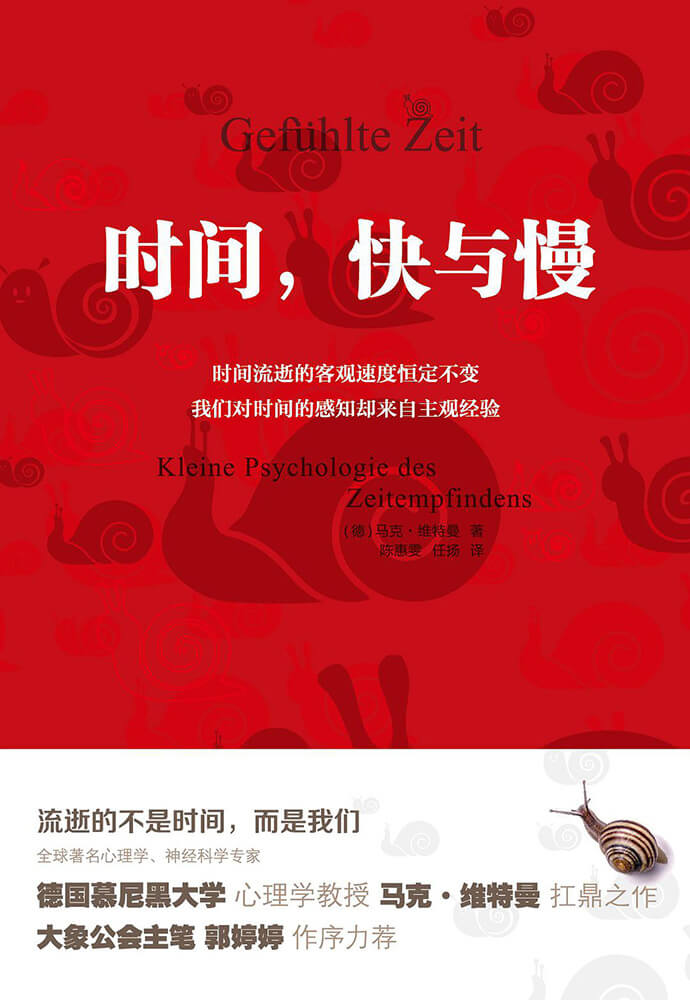 Gefühlte Zeit
时间，快与慢
时间流逝的客观速度恒定不变
我们对时间的感知却来自主观经验
Kleine Psychologie des
Zeitempfindens
（德）马克·维特曼 著
陈惠雯 任扬 译
流逝的不是时间，而是我们
全球著名心理学、神经科学专家
德国慕尼黑大学 心理学教授 马克·维特曼 扛鼎之作
大象公会主笔 郭婷婷 作序力荐